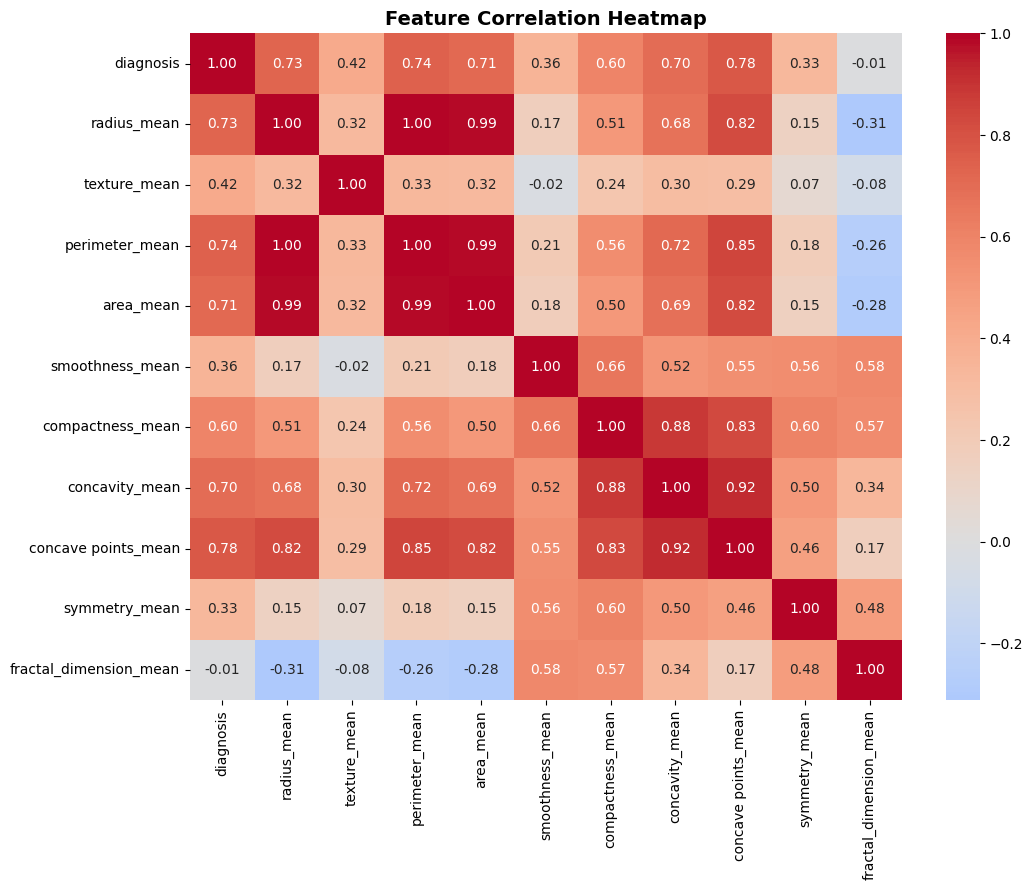 Feature Correlation Heatmap
diagnosis 1.00 0.73 0.42 0.74 0.71 0.36 0.60 0.70 0.78 0.33 -0.01
radius_mean 0.73 1.00 0.32 1.00 0.99 0.17 0.51 0.68 0.82 0.15 -0.31
texture_mean 0.42 0.32 1.00 0.33 0.32 -0.02 0.24 0.30 0.29 0.07 -0.08
perimeter_mean 0.74 1.00 0.33 1.00 0.99 0.21 0.56 0.72 0.85 0.18 -0.26
area_mean 0.71 0.99 0.32 0.99 1.00 0.18 0.50 0.69 0.82 0.15 -0.28
smoothness_mean 0.36 0.17 -0.02 0.21 0.18 1.00 0.66 0.52 0.55 0.56 0.58
compactness_mean 0.60 0.51 0.24 0.56 0.50 0.66 1.00 0.88 0.83 0.60 0.57
concavity_mean 0.70 0.68 0.30 0.72 0.69 0.52 0.88 1.00 0.92 0.50 0.34
concave points_mean 0.78 0.82 0.29 0.85 0.82 0.55 0.83 0.92 1.00 0.46 0.17
symmetry_mean 0.33 0.15 0.07 0.18 0.15 0.56 0.60 0.50 0.46 1.00 0.48
fractal_dimension_mean -0.01 -0.31 -0.08 -0.26 -0.28 0.58 0.57 0.34 0.17 0.48 1.00
diagnosis
radius_mean
texture_mean
perimeter_mean
area_mean
smoothness_mean
compactness_mean
concavity_mean
concave points_mean
symmetry_mean
fractal_dimension_mean
1.0
0.8
0.6
0.4
0.2
0.0
−0.2